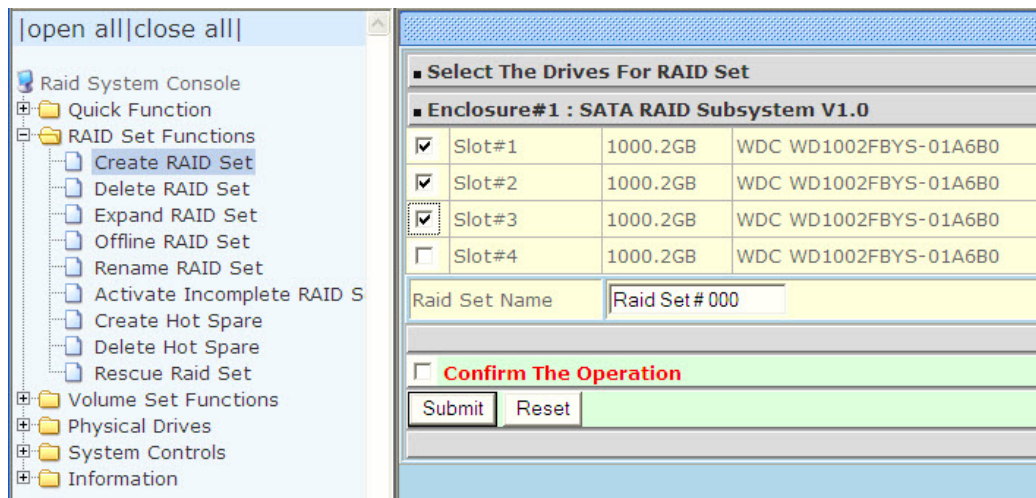 |open all|close all|
Raid System Console
Quick Function
RAID Set Functions
Create RAID Set
Delete RAID Set
Expand RAID Set
Offline RAID Set
Rename RAID Set
Activate Incomplete RAID S
Create Hot Spare
Delete Hot Spare
Rescue Raid Set
Volume Set Functions
Physical Drives
System Controls
Information
Select The Drives For RAID Set
Enclosure#1 : SATA RAID Subsystem V1.0
Slot#1 1000.2GB WDC WD1002FBYS-01A6B0
Slot#2 1000.2GB WDC WD1002FBYS-01A6B0
Slot#3 1000.2GB WDC WD1002FBYS-01A6B0
Slot#4 1000.2GB WDC WD1002FBYS-01A6B0
Raid Set Name Raid Set # 000
Confirm The Operation
Submit Reset